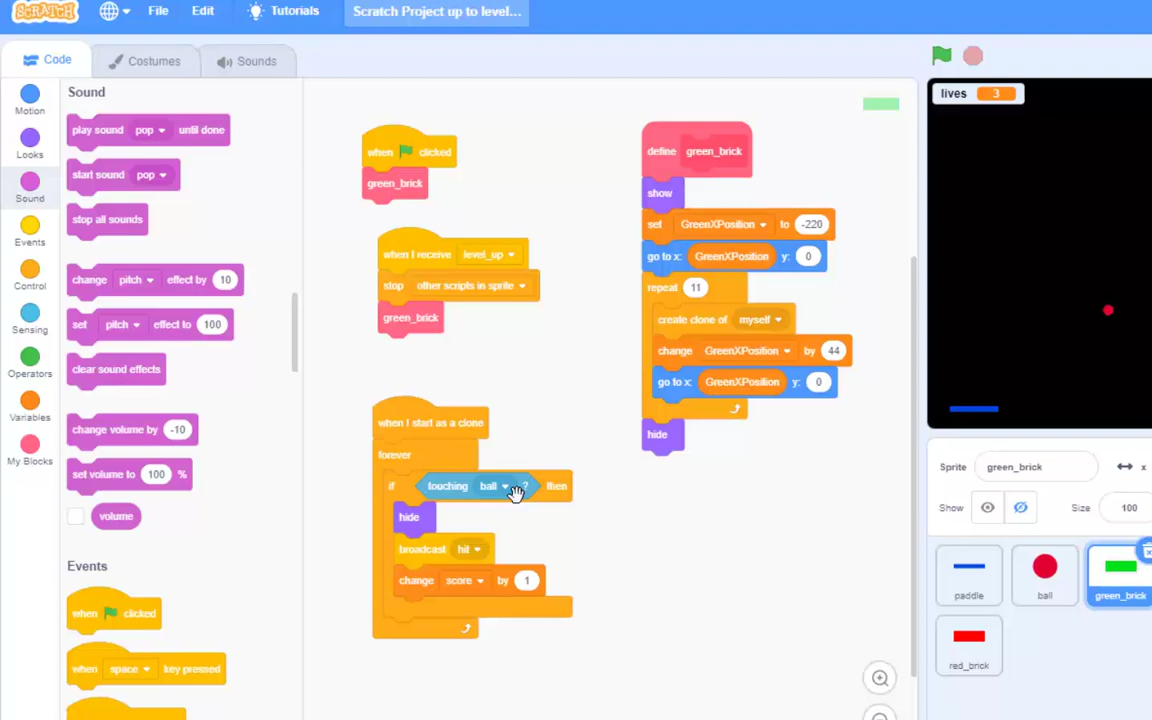 SCRATCH File Edit Tutorials Scratch Project up to level...
Code Costumes Sounds
Motion
Looks
Sound
Events
Control
Sensing
Operators
Variables
My Blocks
Sound
play sound pop until done
start sound pop
stop all sounds
change pitch effect by 10
set pitch effect to 100
clear sound effects
change volume by -10
set volume to 100 %
volume
Events
when clicked
when space key pressed
when clicked
green_brick
when I receive level_up
stop other scripts in sprite
green_brick
when I start as a clone
forever
if touching ball ? then
hide
broadcast hit
change score by 1
define green_brick
show
set GreenXPosition to -220
go to x: GreenXPosition y: 0
repeat 11
create clone of myself
change GreenXPosition by 44
go to x: GreenXPosition y: 0
hide
lives 3
Sprite green_brick x
Show Size 100
paddle ball green_brick
red_brick